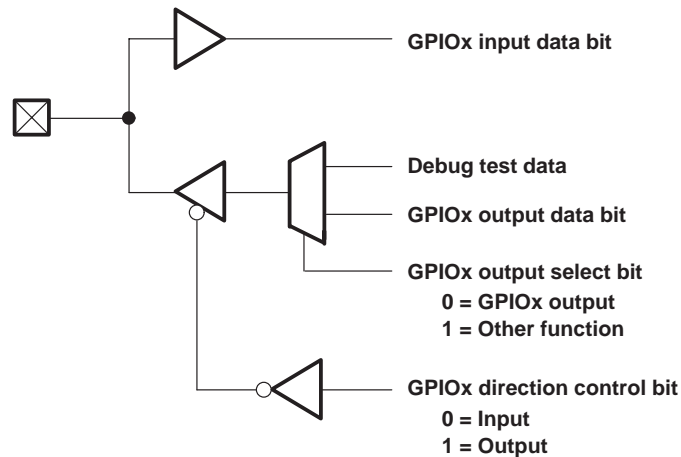 GPIOx input data bit
Debug test data
GPIOx output data bit
GPIOx output select bit
0 = GPIOx output
1 = Other function
GPIOx direction control bit
0 = Input
1 = Output